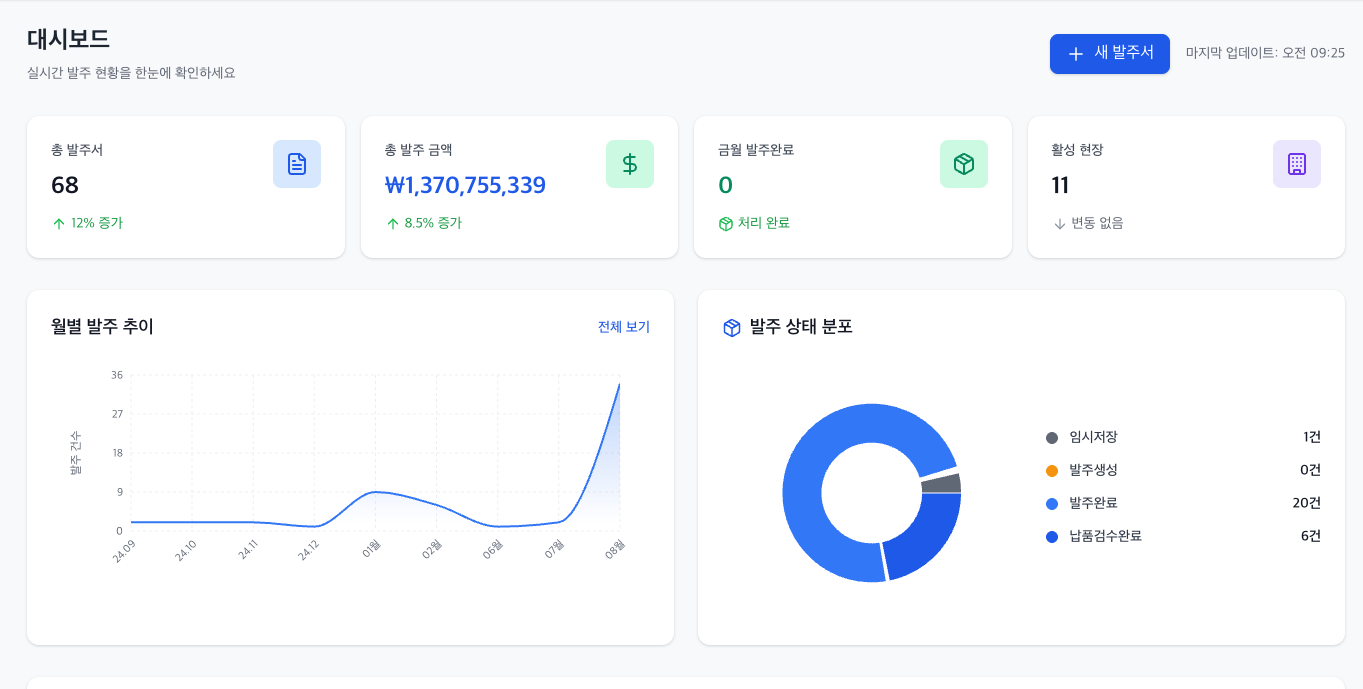 대시보드
실시간 발주 현황을 한눈에 확인하세요
새 발주서
마지막 업데이트: 오전 09:25
총 발주서
68
12% 증가
총 발주 금액
₩1,370,755,339
8.5% 증가
금월 발주완료
0
처리 완료
활성 현장
11
변동 없음
월별 발주 추이
전체 보기
발주 건수
36
27
18
9
0
24.09
24.10
24.11
24.12
01월
02월
06월
07월
08월
발주 상태 분포
임시저장 1건
발주생성 0건
발주완료 20건
납품검수완료 6건